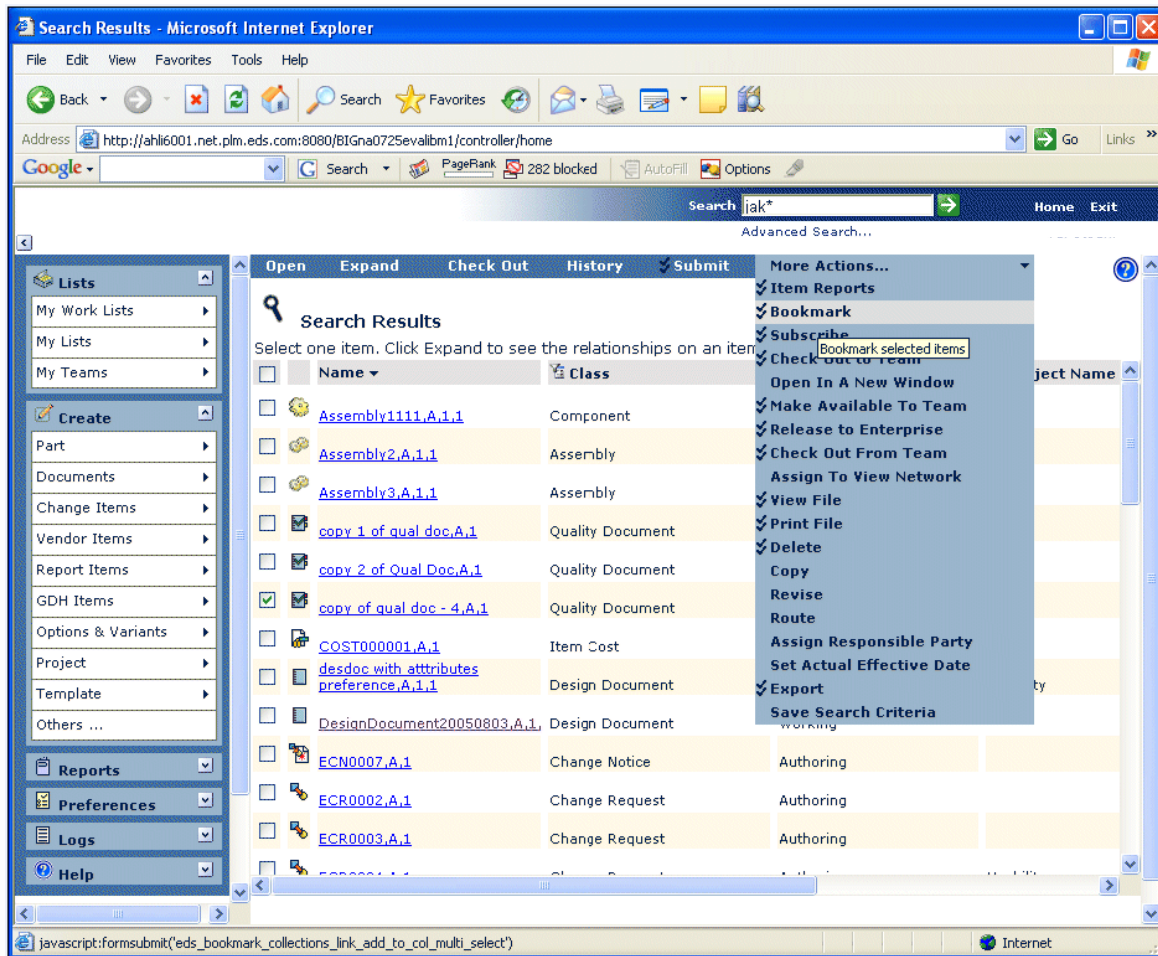 Search Results - Microsoft Internet Explorer
File Edit View Favorites Tools Help
Back Search Favorites
Address http://ahli6001.net.plm.eds.com:8080/BIGna0725evalibm1/controller/home Go Links »
Google Search PageRank 282 blocked AutoFill Options
Search jak* Home Exit
Advanced Search...
Open Expand Check Out History Submit More Actions...
Lists
My Work Lists
My Lists
My Teams
Create
Part
Documents
Change Items
Vendor Items
Report Items
GDH Items
Options & Variants
Project
Template
Others ...
Reports
Preferences
Logs
Help
Search Results
Select one item. Click Expand to see the relationships on an item
Name Class ject Name
Assembly1111,A,1,1 Component
Assembly2,A,1,1 Assembly
Assembly3,A,1,1 Assembly
copy 1 of qual doc,A,1 Quality Document
copy 2 of Qual Doc,A,1 Quality Document
copy of qual doc - 4,A,1 Quality Document
COST000001,A,1 Item Cost
desdoc with atttributes
preference,A,1,1 Design Document ty
DesignDocument20050803,A,1, Design Document Working
ECN0007,A,1 Change Notice Authoring
ECR0002,A,1 Change Request Authoring
ECR0003,A,1 Change Request Authoring
Item Reports
Bookmark
Subscribe
Bookmark selected items
Check Out to Team
Open In A New Window
Make Available To Team
Release to Enterprise
Check Out From Team
Assign To View Network
View File
Print File
Delete
Copy
Revise
Route
Assign Responsible Party
Set Actual Effective Date
Export
Save Search Criteria
javascript:formsubmit('eds_bookmark_collections_link_add_to_col_multi_select') Internet